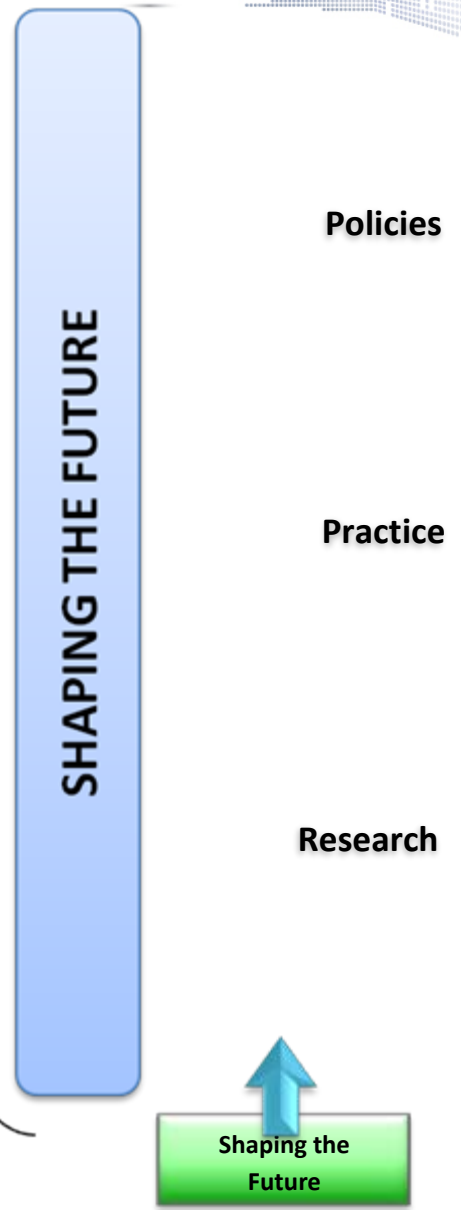 SHAPING THE FUTURE
Policies
Practice
Research
Shaping the
Future